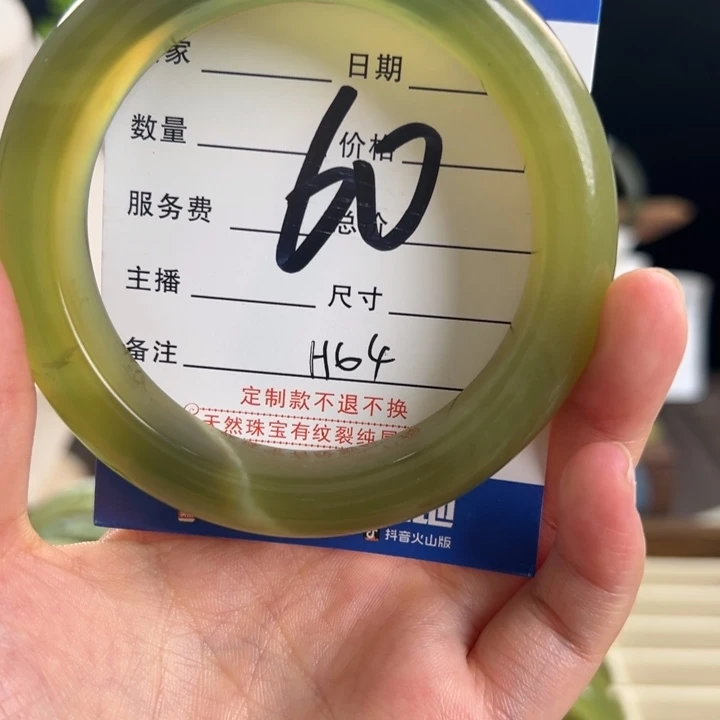 家 日期
数量 价格
60
服务费 总价
主播 尺寸
备注 H64
定制款不退不换
天然珠宝有纹裂纯属
抖音火山版